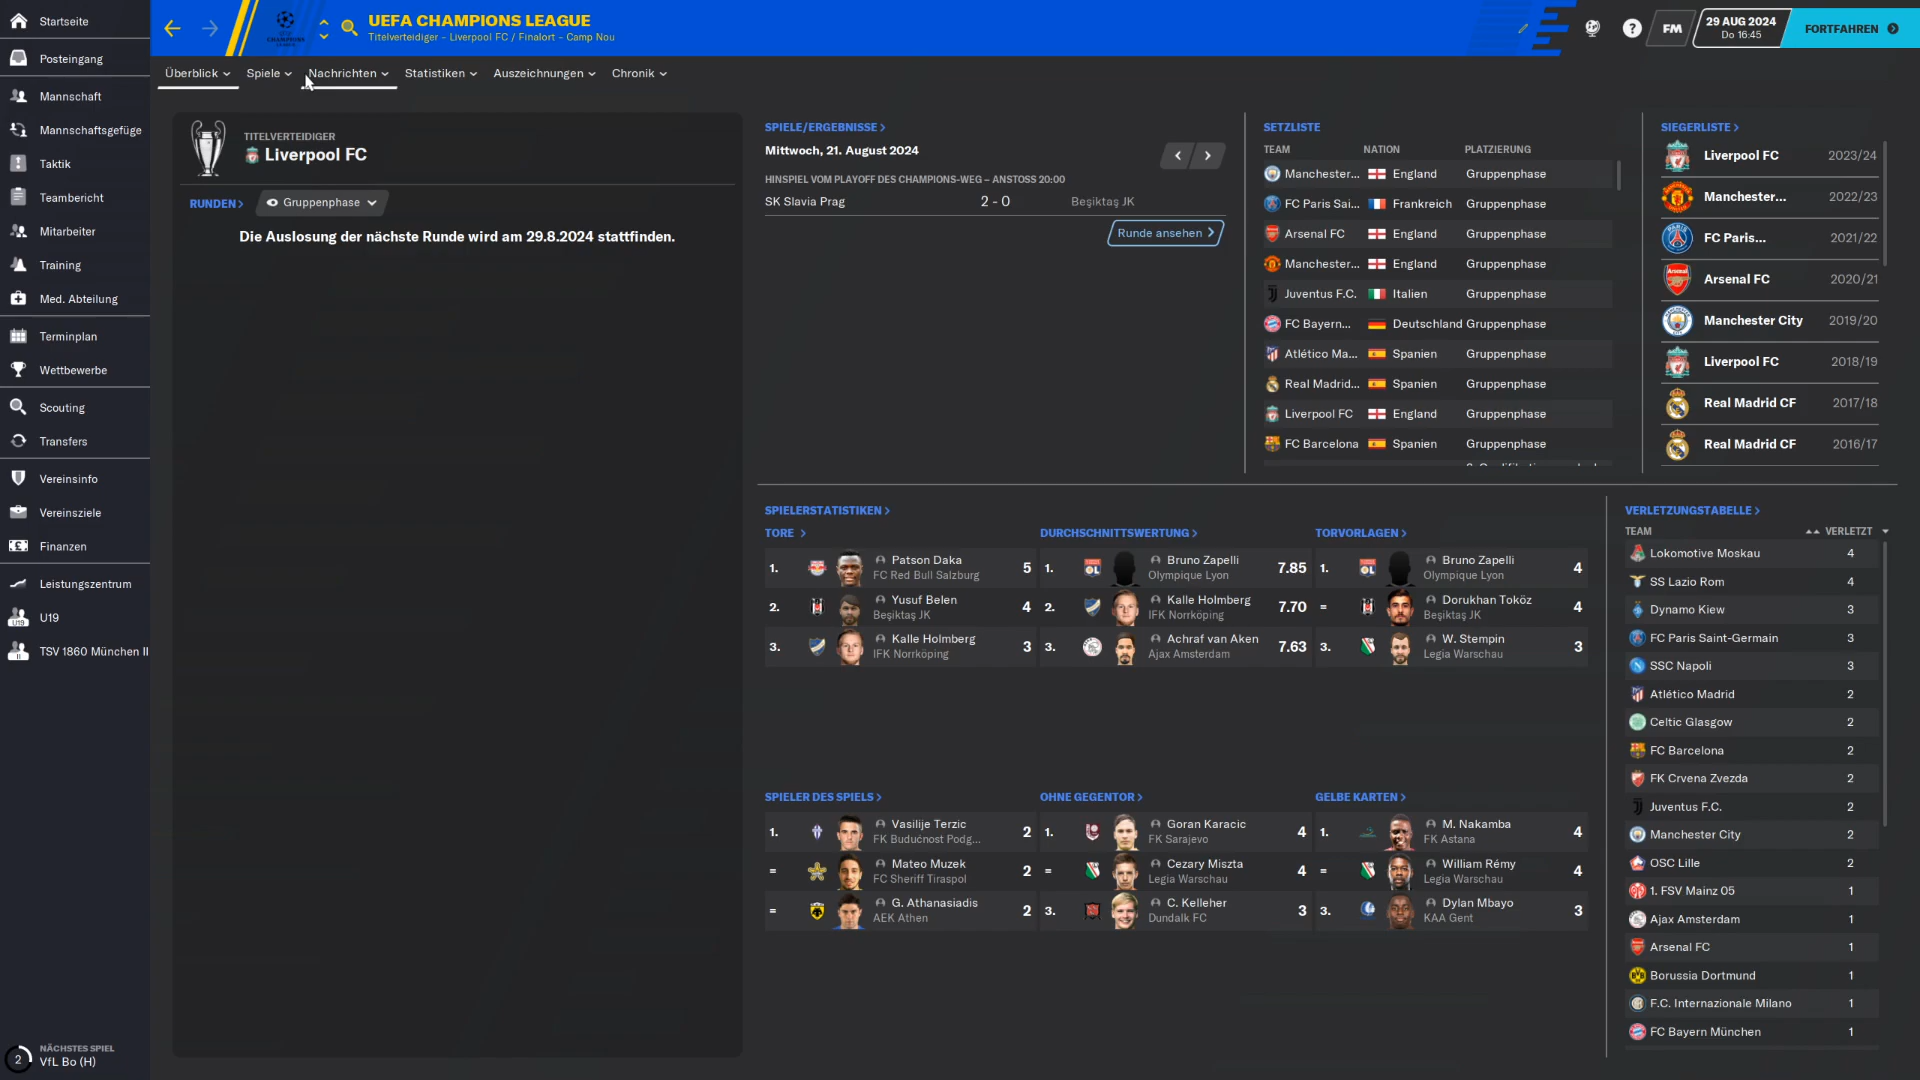 Startseite
Posteingang
Mannschaft
Mannschaftsgefüge
Taktik
Teambericht
Mitarbeiter
Training
Med. Abteilung
Terminplan
Wettbewerbe
Scouting
Transfers
Vereinsinfo
Vereinsziele
Finanzen
Leistungszentrum
U19
TSV 1860 München II
2
NÄCHSTES SPIEL
VfL Bo (H)
UEFA CHAMPIONS LEAGUE
Titelverteidiger – Liverpool FC / Finalort – Camp Nou
FM
29 AUG 2024
Do 16:45
FORTFAHREN
Überblick
Spiele
Nachrichten
Statistiken
Auszeichnungen
Chronik
TITELVERTEIDIGER
Liverpool FC
RUNDEN >
Gruppenphase
Die Auslosung der nächste Runde wird am 29.8.2024 stattfinden.
SPIELE/ERGEBNISSE >
Mittwoch, 21. August 2024
HINSPIEL VOM PLAYOFF DES CHAMPIONS-WEG – ANSTOSS 20:00
SK Slavia Prag 2 - 0 Beşiktaş JK
Runde ansehen >
SETZLISTE
TEAM NATION PLATZIERUNG
Manchester... England Gruppenphase
FC Paris Sai... Frankreich Gruppenphase
Arsenal FC England Gruppenphase
Manchester... England Gruppenphase
Juventus F.C. Italien Gruppenphase
FC Bayern... Deutschland Gruppenphase
Atlético Ma... Spanien Gruppenphase
Real Madrid... Spanien Gruppenphase
Liverpool FC England Gruppenphase
FC Barcelona Spanien Gruppenphase
SIEGERLISTE >
Liverpool FC 2023/24
Manchester... 2022/23
FC Paris... 2021/22
Arsenal FC 2020/21
Manchester City 2019/20
Liverpool FC 2018/19
Real Madrid CF 2017/18
Real Madrid CF 2016/17
SPIELERSTATISTIKEN >
TORE >
1. Patson Daka 5
FC Red Bull Salzburg
2. Yusuf Belen 4
Beşiktaş JK
3. Kalle Holmberg 3
IFK Norrköping
DURCHSCHNITTSWERTUNG >
1. Bruno Zapelli 7.85
Olympique Lyon
2. Kalle Holmberg 7.70
IFK Norrköping
3. Achraf van Aken 7.63
Ajax Amsterdam
TORVORLAGEN >
1. Bruno Zapelli 4
Olympique Lyon
= Dorukhan Toköz 4
Beşiktaş JK
3. W. Stempin 3
Legia Warschau
SPIELER DES SPIELS >
1. Vasilije Terzic 2
FK Budućnost Podg...
= Mateo Muzek 2
FC Sheriff Tiraspol
= G. Athanasiadis 2
AEK Athen
OHNE GEGENTOR >
1. Goran Karacic 4
FK Sarajevo
= Cezary Miszta 4
Legia Warschau
3. C. Kelleher 3
Dundalk FC
GELBE KARTEN >
1. M. Nakamba 4
FK Astana
= William Rémy 4
Legia Warschau
3. Dylan Mbayo 3
KAA Gent
VERLETZUNGSTABELLE >
TEAM VERLETZT
Lokomotive Moskau 4
SS Lazio Rom 4
Dynamo Kiew 3
FC Paris Saint-Germain 3
SSC Napoli 3
Atlético Madrid 2
Celtic Glasgow 2
FC Barcelona 2
FK Crvena Zvezda 2
Juventus F.C. 2
Manchester City 2
OSC Lille 2
1. FSV Mainz 05 1
Ajax Amsterdam 1
Arsenal FC 1
Borussia Dortmund 1
F.C. Internazionale Milano 1
FC Bayern München 1